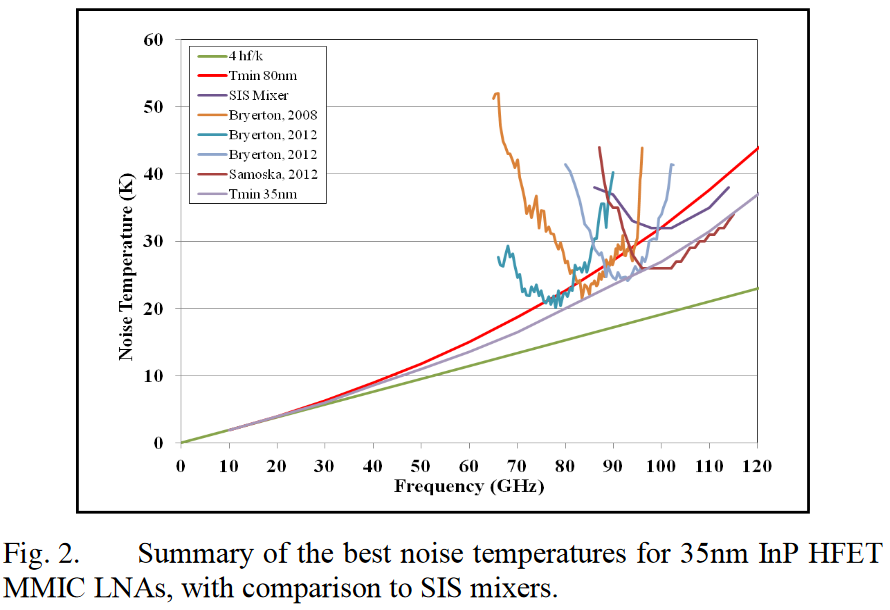 60
50
40
30
20
10
0
Noise Temperature (K)
4 hf/k
Tmin 80nm
SIS Mixer
Bryerton, 2008
Bryerton, 2012
Bryerton, 2012
Samoska, 2012
Tmin 35nm
0 10 20 30 40 50 60 70 80 90 100 110 120
Frequency (GHz)
Fig. 2. Summary of the best noise temperatures for 35nm InP HFET
MMIC LNAs, with comparison to SIS mixers.